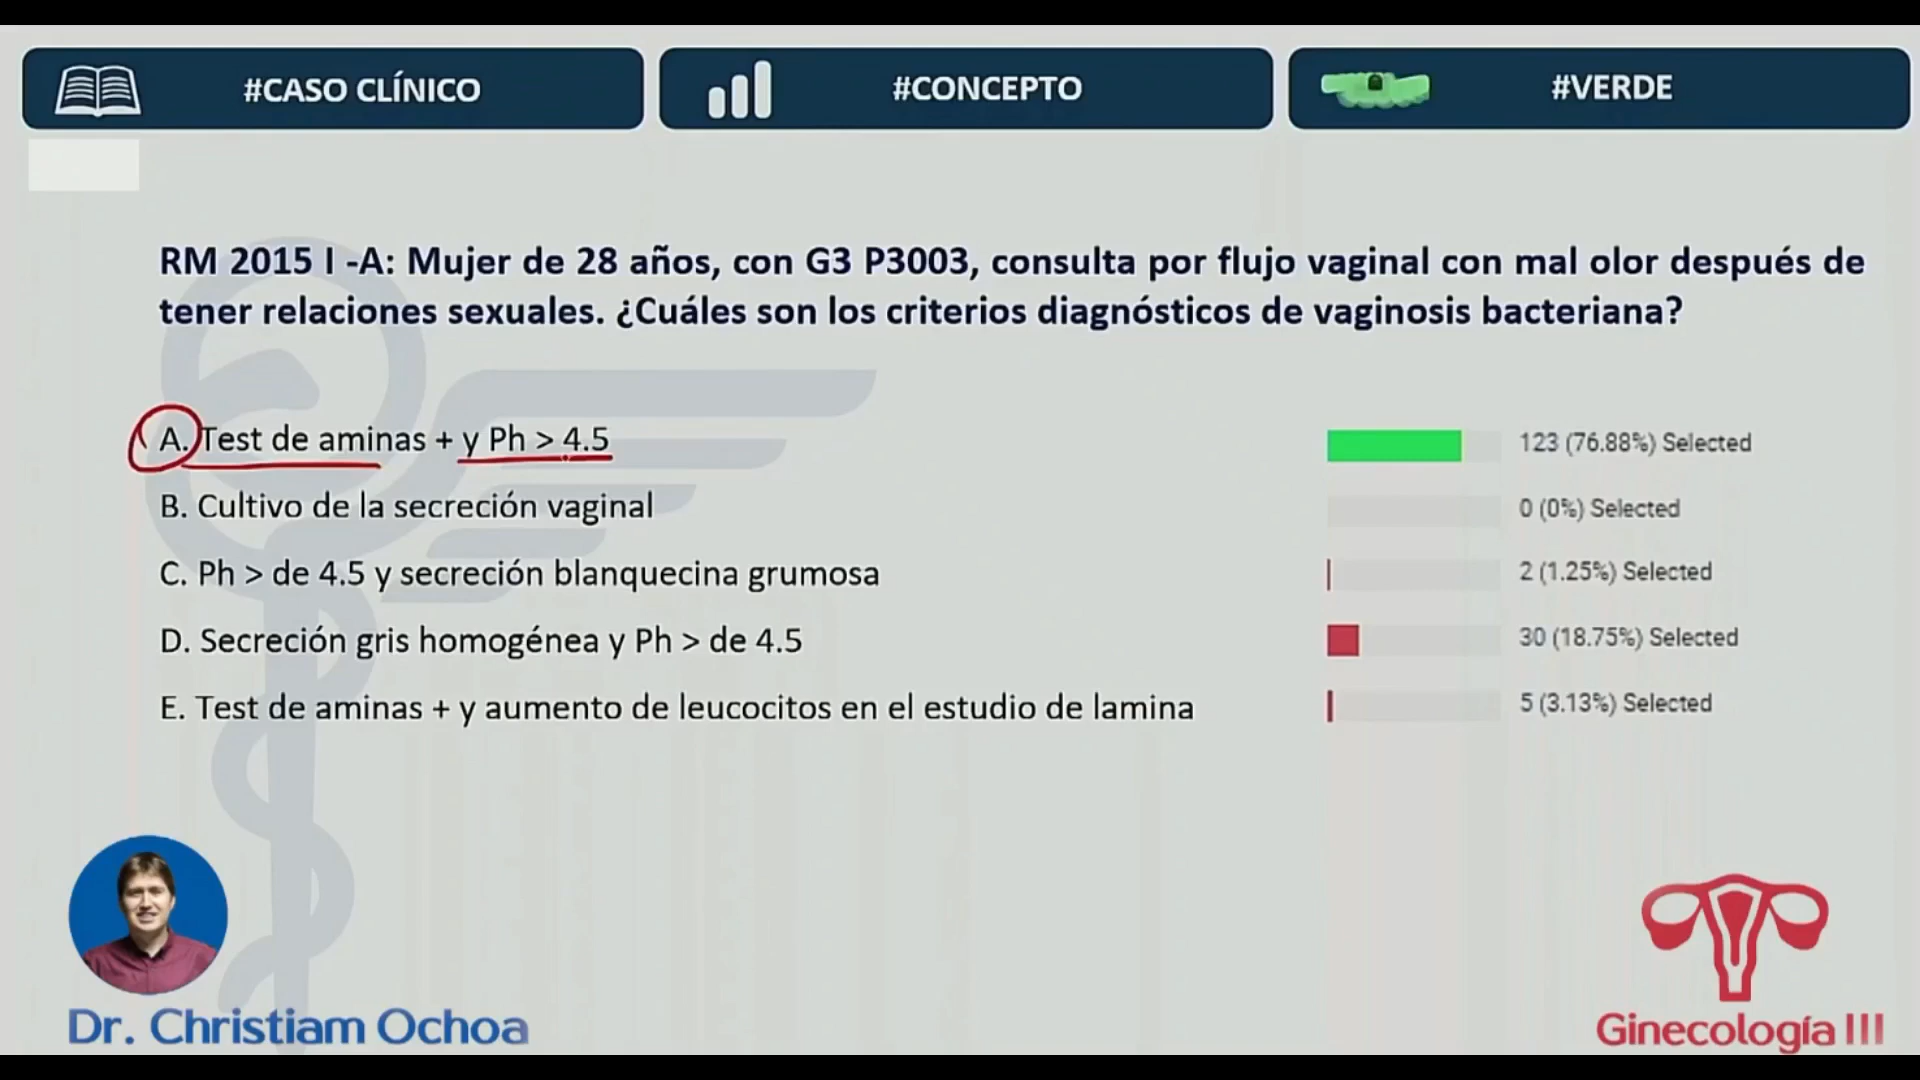 #CASO CLÍNICO
#CONCEPTO
#VERDE
RM 2015 I -A: Mujer de 28 años, con G3 P3003, consulta por flujo vaginal con mal olor después de
tener relaciones sexuales. ¿Cuáles son los criterios diagnósticos de vaginosis bacteriana?
A. Test de aminas + y Ph > 4.5
123 (76.88%) Selected
B. Cultivo de la secreción vaginal
0 (0%) Selected
C. Ph > de 4.5 y secreción blanquecina grumosa
2 (1.25%) Selected
D. Secreción gris homogénea y Ph > de 4.5
30 (18.75%) Selected
E. Test de aminas + y aumento de leucocitos en el estudio de lamina
5 (3.13%) Selected
Dr. Christiam Ochoa
Ginecología III